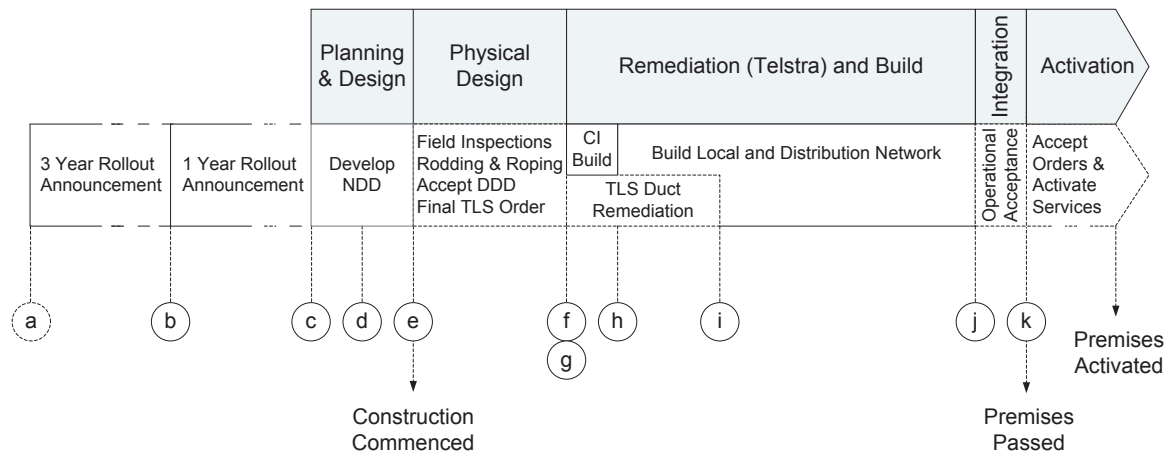 Planning
& Design
Physical
Design
Remediation (Telstra) and Build
Integration
Activation
3 Year Rollout
Announcement
1 Year Rollout
Announcement
Develop
NDD
Field Inspections
Rodding & Roping
Accept DDD
Final TLS Order
CI
Build
Build Local and Distribution Network
TLS Duct
Remediation
Operational
Acceptance
Accept
Orders &
Activate
Services
a
b
c
d
e
f
g
h
i
j
k
Construction
Commenced
Premises
Passed
Premises
Activated